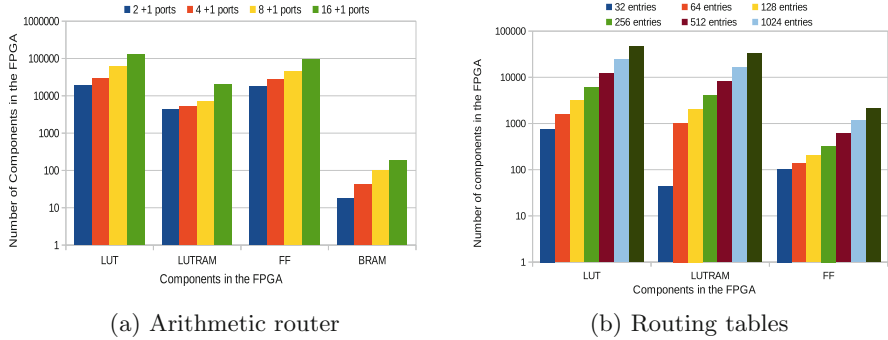 2 +1 ports 4 +1 ports 8 +1 ports 16 +1 ports
Number of Components in the FPGA
1000000
100000
10000
1000
100
10
1
LUT LUTRAM FF BRAM
Components in the FPGA
(a) Arithmetic router
32 entries 64 entries 128 entries
256 entries 512 entries 1024 entries
Number of components in the FPGA
100000
10000
1000
100
10
1
LUT LUTRAM FF
Components in the FPGA
(b) Routing tables